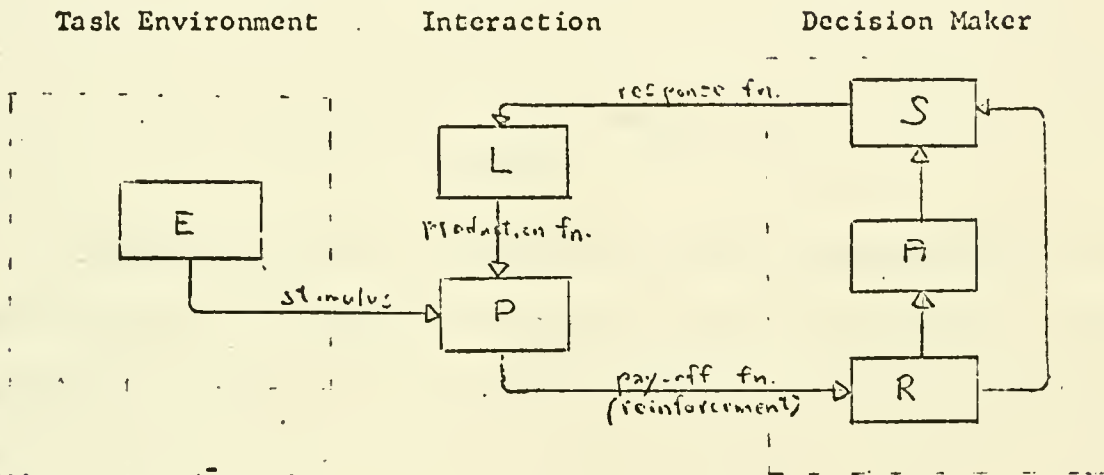 Task Environment
Interaction
Decision Maker
response fn.
S
L
E
production fn.
A
stimulus
P
pay-off fn.
(reinforcement)
R